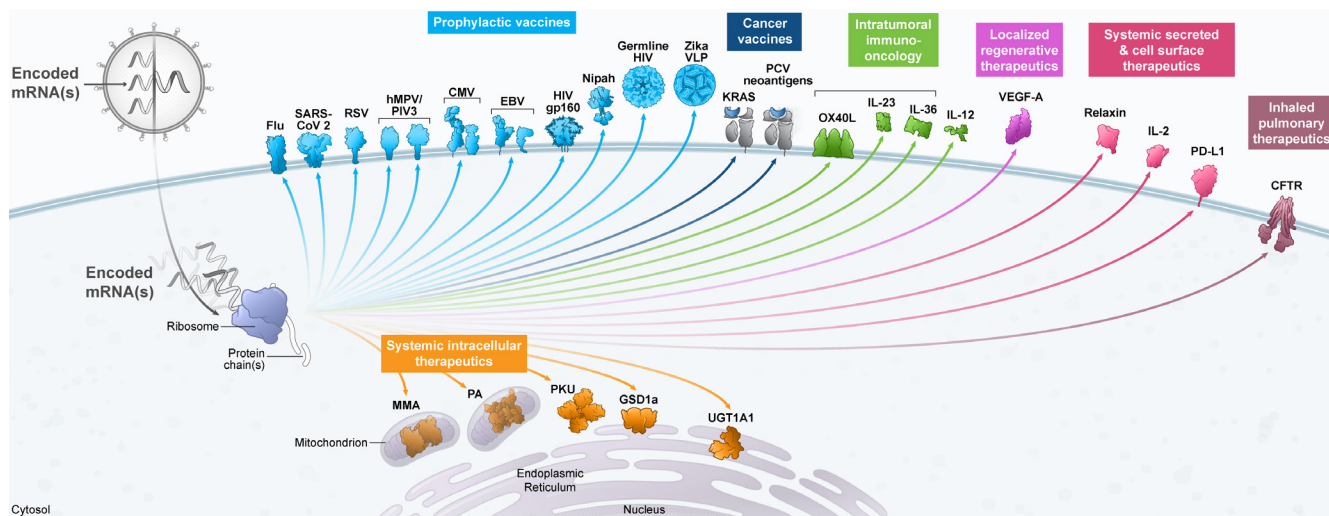 Prophylactic vaccines
Cancer
vaccines
Intratumoral
immuno-
oncology
Localized
regenerative
therapeutics
Systemic secreted
& cell surface
therapeutics
Inhaled
pulmonary
therapeutics
Encoded
mRNA(s)
Flu
SARS-
CoV 2
RSV
hMPV/
PIV3
CMV
EBV
HIV
gp160
Nipah
Germline
HIV
Zika
VLP
KRAS
PCV
neoantigens
OX40L
IL-23
IL-36
IL-12
VEGF-A
Relaxin
IL-2
PD-L1
CFTR
Encoded
mRNA(s)
Ribosome
Protein
chain(s)
Systemic intracellular
therapeutics
MMA
PA
PKU
GSD1a
UGT1A1
Mitochondrion
Endoplasmic
Reticulum
Nucleus
Cytosol